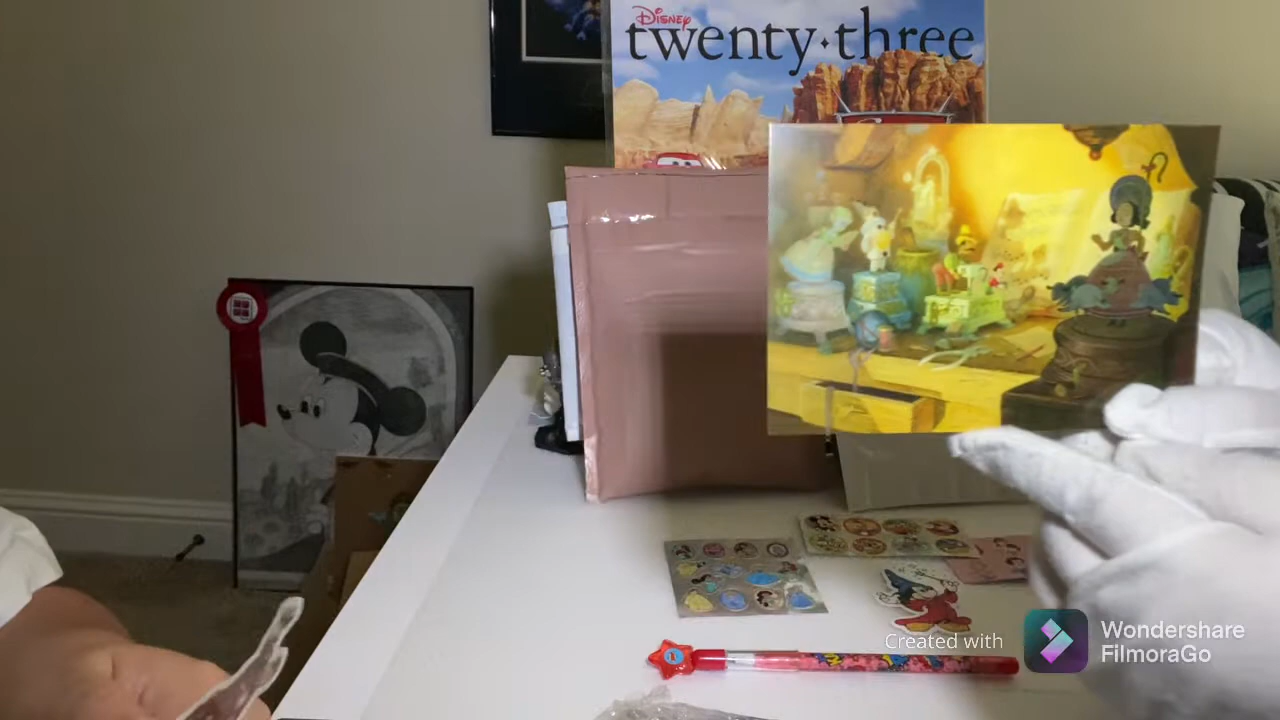 Disney
twenty·three
Created with
Wondershare
FilmoraGo